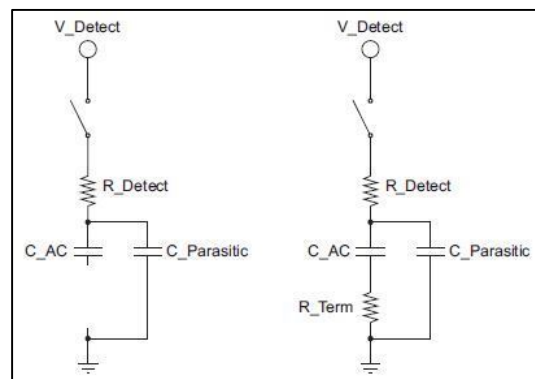 V_Detect
V_Detect
R_Detect
R_Detect
C_AC
C_Parasitic
C_AC
C_Parasitic
R_Term